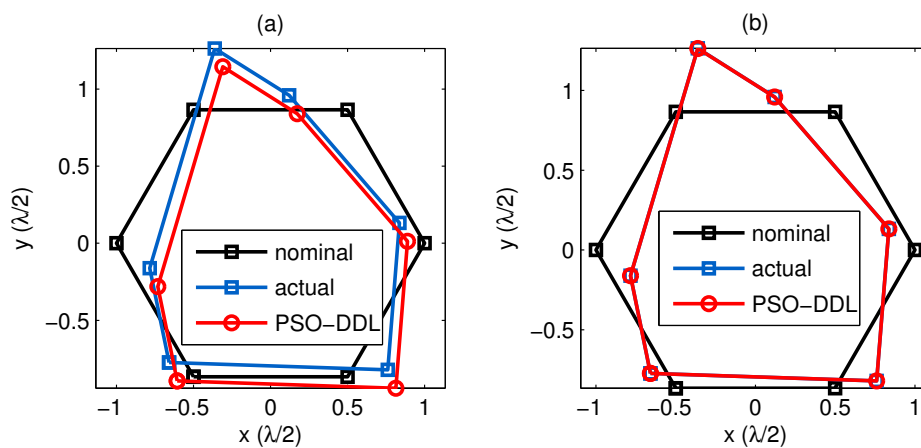 (a)
y (λ/2)
1
0.5
0
−0.5
nominal
actual
PSO−DDL
−1 −0.5 0 0.5 1
x (λ/2)
(b)
y (λ/2)
1
0.5
0
−0.5
nominal
actual
PSO−DDL
−1 −0.5 0 0.5 1
x (λ/2)